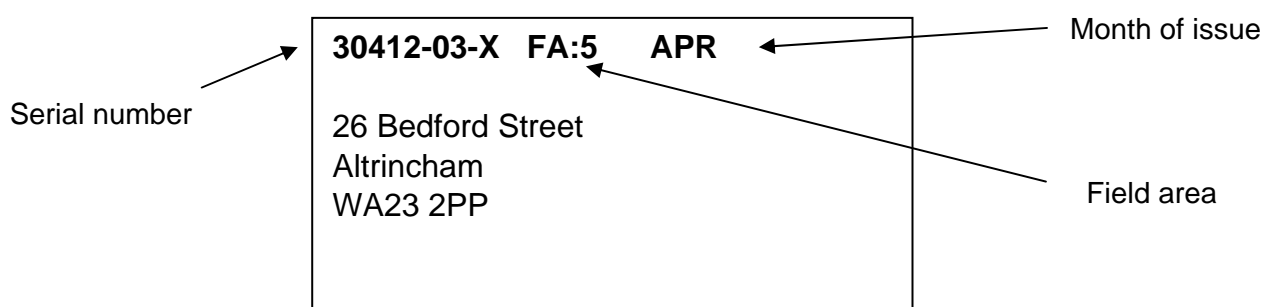 Month of issue
30412-03-X FA:5 APR
Serial number
26 Bedford Street
Altrincham
WA23 2PP
Field area